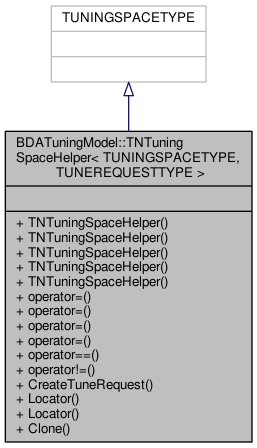 TUNINGSPACETYPE
BDATuningModel::TNTuning
SpaceHelper< TUNINGSPACETYPE,
TUNEREQUESTTYPE >
+ TNTuningSpaceHelper()
+ TNTuningSpaceHelper()
+ TNTuningSpaceHelper()
+ TNTuningSpaceHelper()
+ TNTuningSpaceHelper()
+ operator=()
+ operator=()
+ operator=()
+ operator=()
+ operator==()
+ operator!=()
+ CreateTuneRequest()
+ Locator()
+ Locator()
+ Clone()